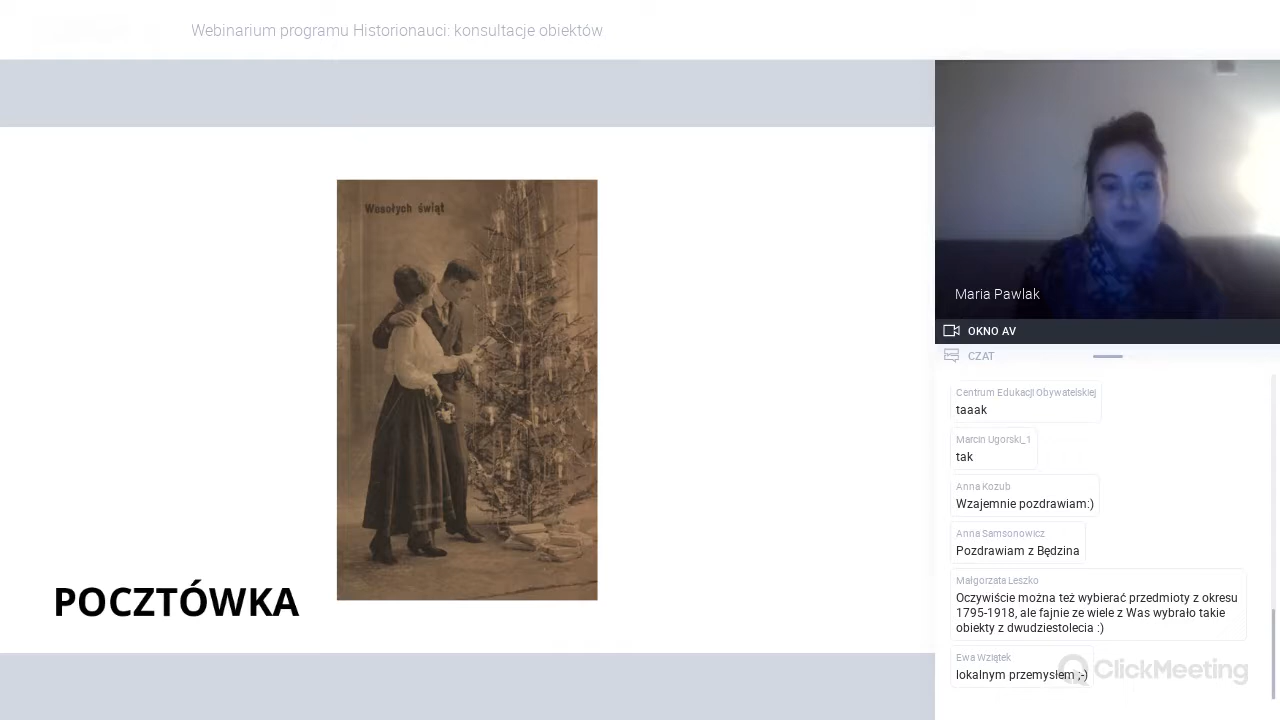 Webinarium programu Historionauci: konsultacje obiektów
Wesołych świąt
POCZTÓWKA
Maria Pawlak
OKNO AV
CZAT
Centrum Edukacji Obywatelskiej
taaak
Marcin Ugorski_1
tak
Anna Kozub
Wzajemnie pozdrawiam:)
Anna Samsonowicz
Pozdrawiam z Będzina
Małgorzata Leszko
Oczywiście można też wybierać przedmioty z okresu
1795-1918, ale fajnie ze wiele z Was wybrało takie
obiekty z dwudziestolecia :)
Ewa Wziątek
lokalnym przemysłem ;-)
ClickMeeting